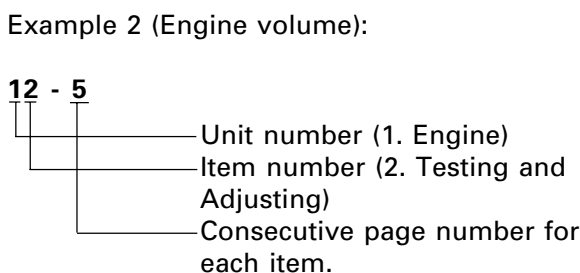 Example 2 (Engine volume):
12 - 5
Unit number (1. Engine)
Item number (2. Testing and
Adjusting)
Consecutive page number for
each item.